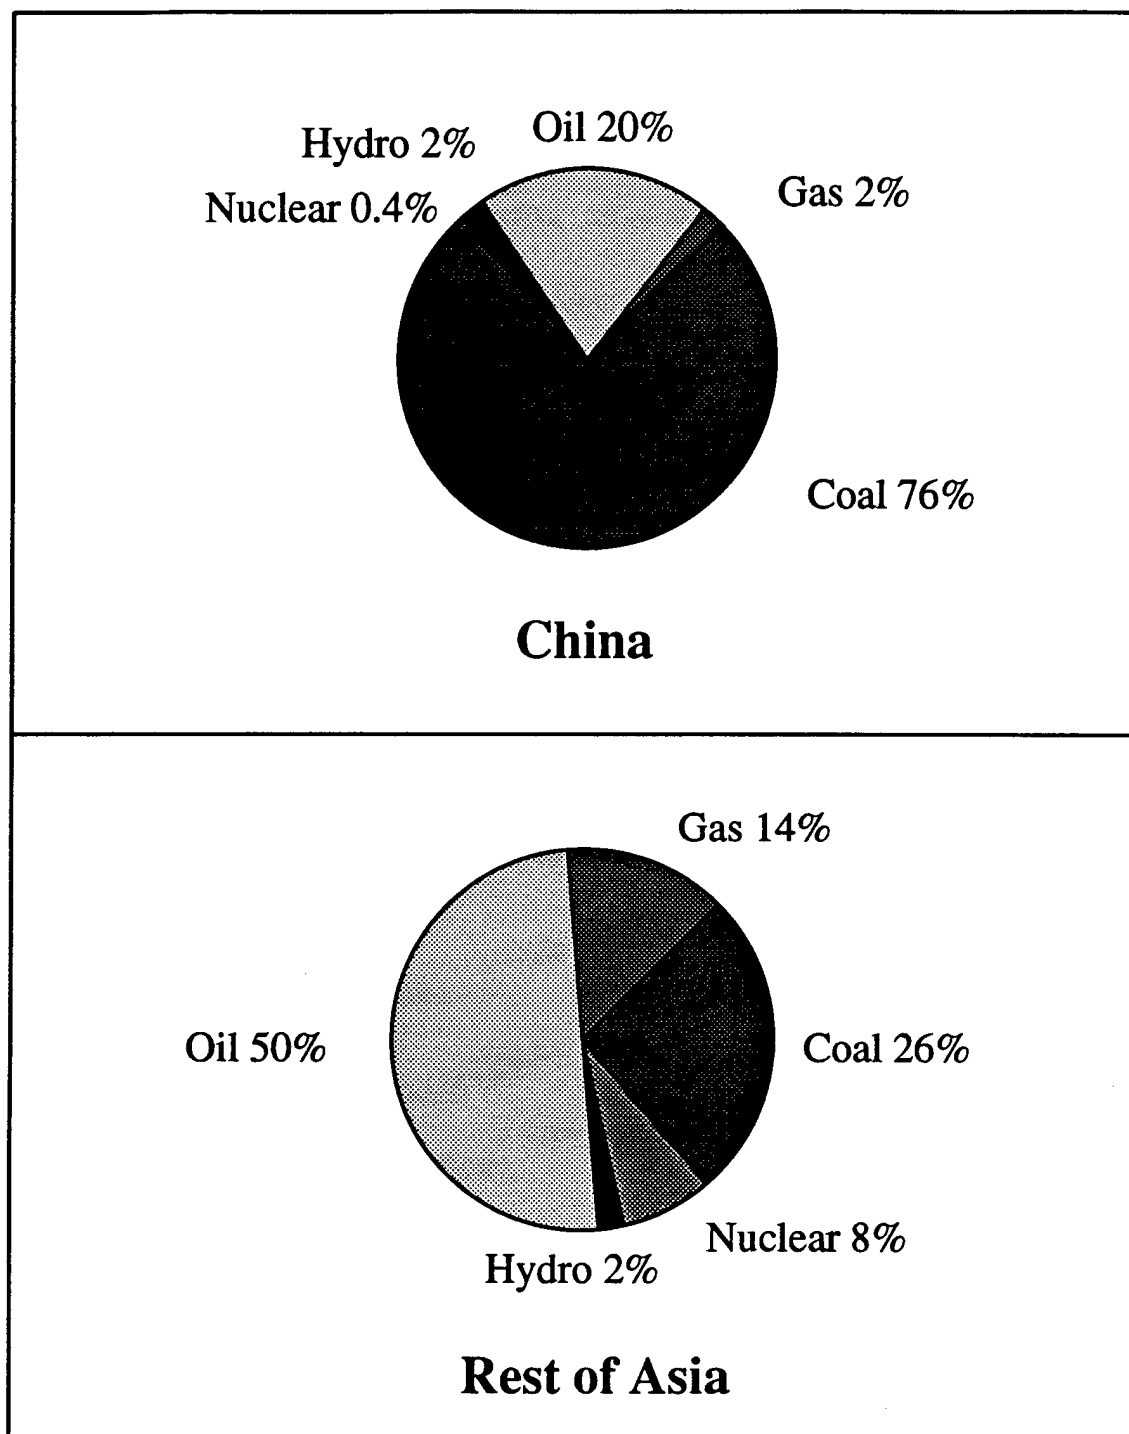 Oil 20%
Hydro 2%
Gas 2%
Nuclear 0.4%
Coal 76%
China
Gas 14%
Oil 50%
Coal 26%
Nuclear 8%
Hydro 2%
Rest of Asia